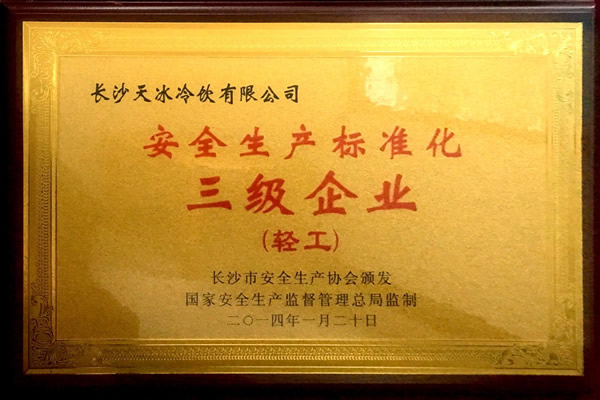 长沙天冰冷饮有限公司
安全生产标准化
三级企业
(轻工)
长沙市安全生产协会颁发
国家安全生产监督管理总局监制
二〇一四年一月二十日